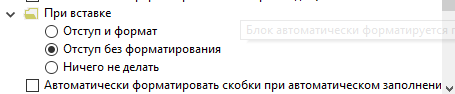 При вставке
Отступ и формат
Блок автоматически форматируется п
Отступ без форматирования
Ничего не делать
Автоматически форматировать скобки при автоматическом заполнени